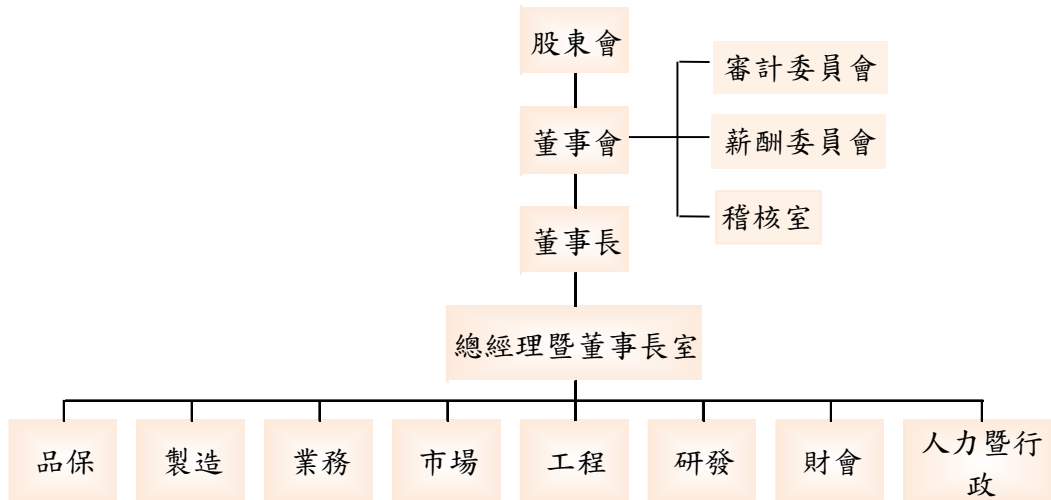 股東會
審計委員會
董事會
薪酬委員會
稽核室
董事長
總經理暨董事長室
品保
製造
業務
市場
工程
研發
財會
人力暨行
政